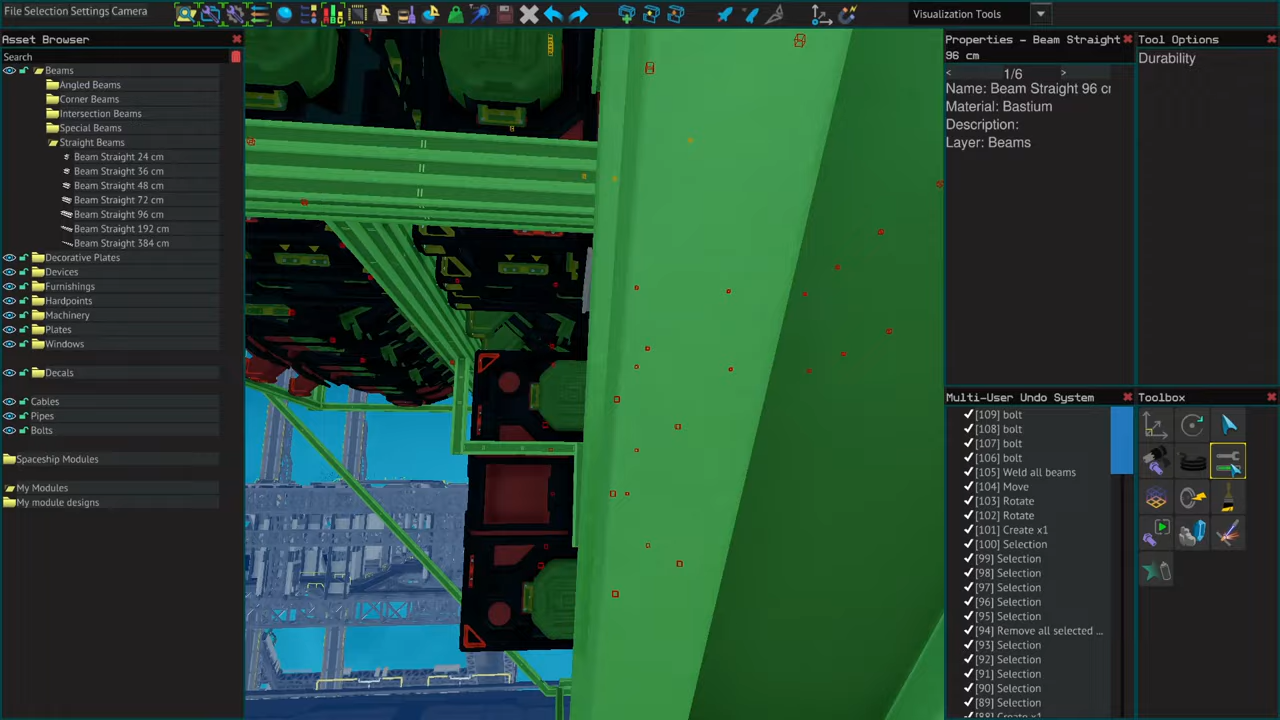 File Selection Settings Camera
Visualization Tools
Asset Browser
Search
Beams
Angled Beams
Corner Beams
Intersection Beams
Special Beams
Straight Beams
Beam Straight 24 cm
Beam Straight 36 cm
Beam Straight 48 cm
Beam Straight 72 cm
Beam Straight 96 cm
Beam Straight 192 cm
Beam Straight 384 cm
Decorative Plates
Devices
Furnishings
Hardpoints
Machinery
Plates
Windows
Decals
Cables
Pipes
Bolts
Spaceship Modules
My Modules
My module designs
Properties - Beam Straight
96 cm
< 1/6 >
Name: Beam Straight 96 cr
Material: Bastium
Description:
Layer: Beams
Tool Options
Durability
Multi-User Undo System
[109] bolt
[108] bolt
[107] bolt
[106] bolt
[105] Weld all beams
[104] Move
[103] Rotate
[102] Rotate
[101] Create x1
[100] Selection
[99] Selection
[98] Selection
[97] Selection
[96] Selection
[95] Selection
[94] Remove all selected ...
[93] Selection
[92] Selection
[91] Selection
[90] Selection
[89] Selection
[88] Create x1
Toolbox